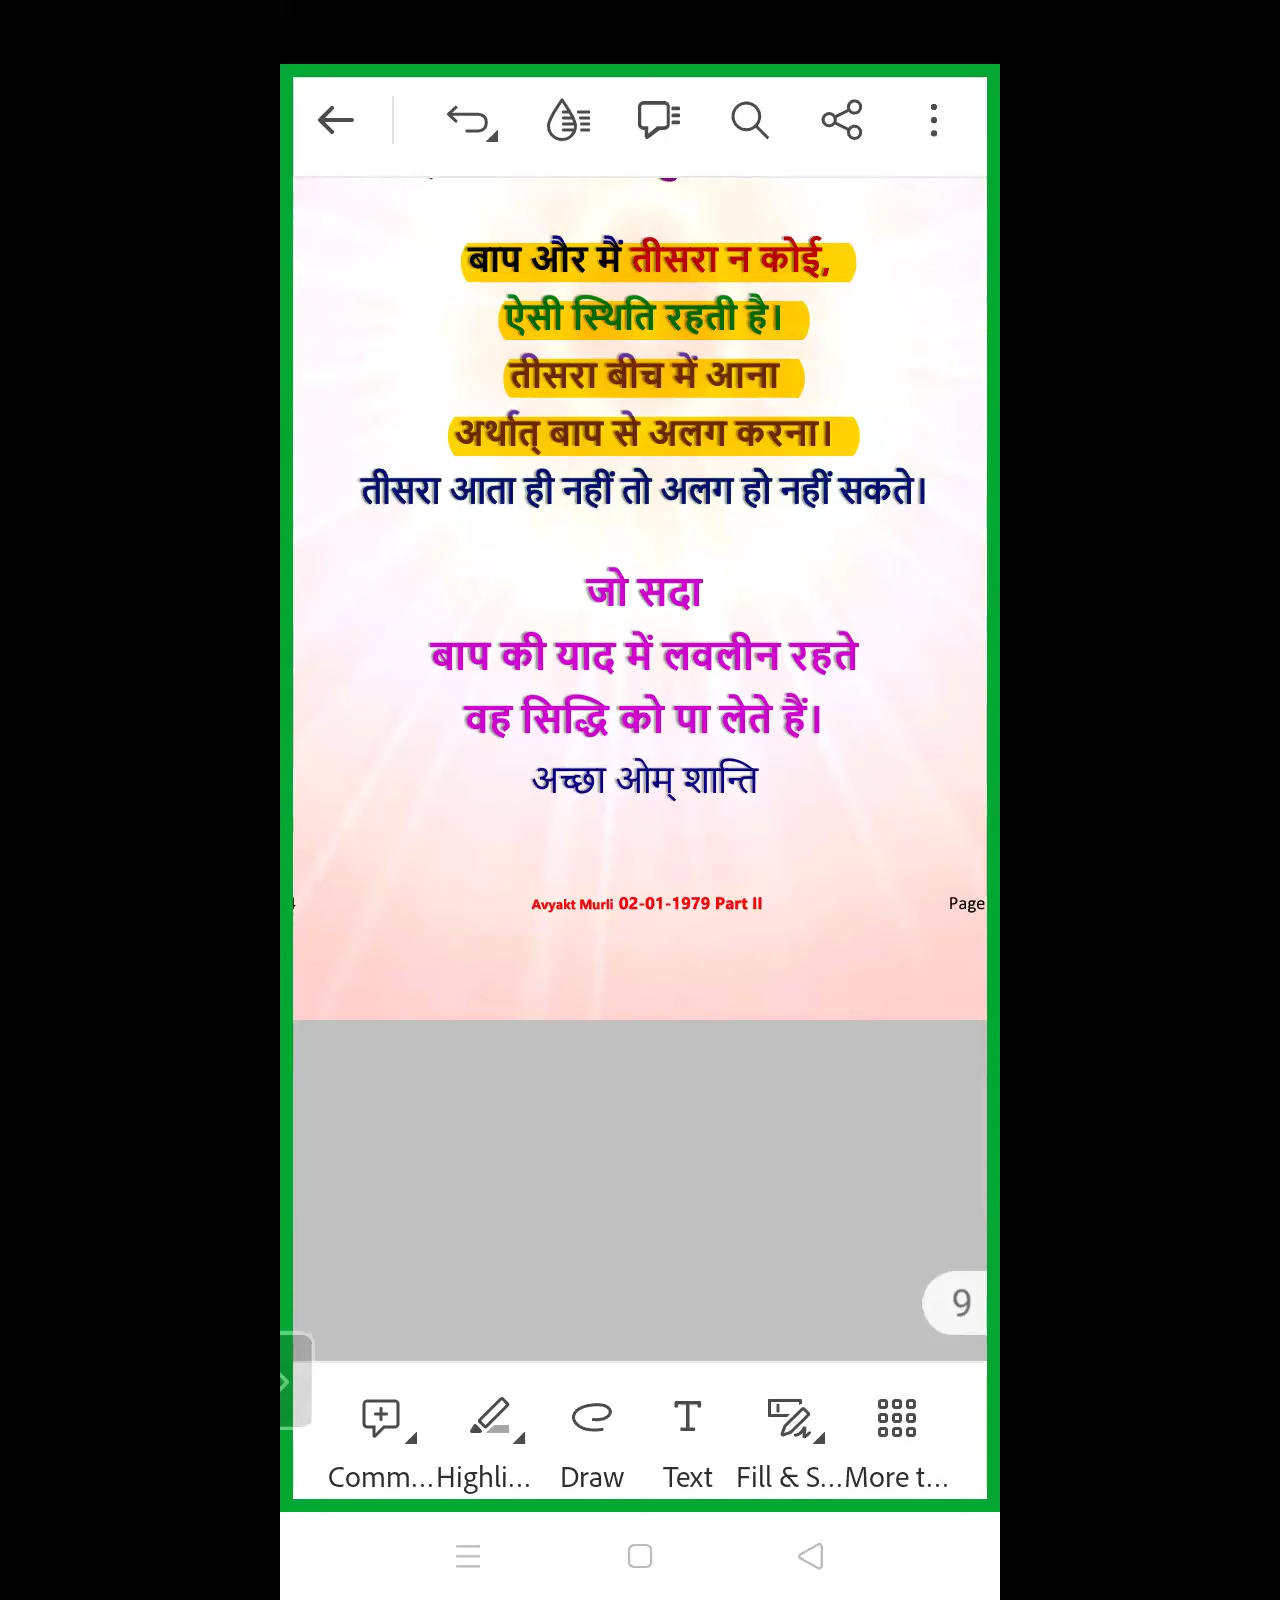 बाप और मैं तीसरा न कोई,
ऐसी स्थिति रहती है।
तीसरा बीच में आना
अर्थात् बाप से अलग करना।
तीसरा आता ही नहीं तो अलग हो नहीं सकते।
जो सदा
बाप की याद में लवलीन रहते
वह सिद्धि को पा लेते हैं।
अच्छा ओम् शान्ति
Avyakt Murli 02-01-1979 Part II Page
9
Comm... Highli... Draw Text Fill & S... More t...